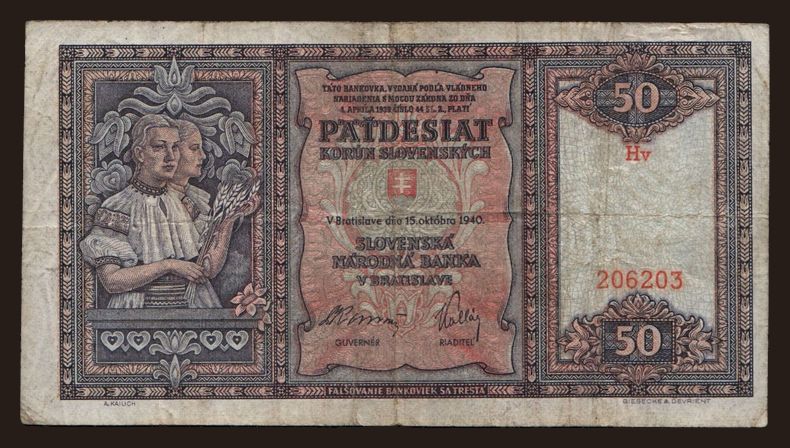 TÁTO BANKOVKA, VYDANÁ PODĽA VLÁDNEHO
NARIADENIA S MOCOU ZÁKONA ZO DŇA
4. APRÍLA 1939 ČÍSLO 44 Sl. Z., PLATÍ
PÄŤDESIAT
KORÚN SLOVENSKÝCH
V Bratislave dňa 15. októbra 1940.
SLOVENSKÁ
NÁRODNÁ BANKA
V BRATISLAVE
GUVERNÉR RIADITEĽ
FALŠOVANIE BANKOVIEK SA TRESTÁ
50
Hv
206203
50
GIESECKE & DEVRIENT